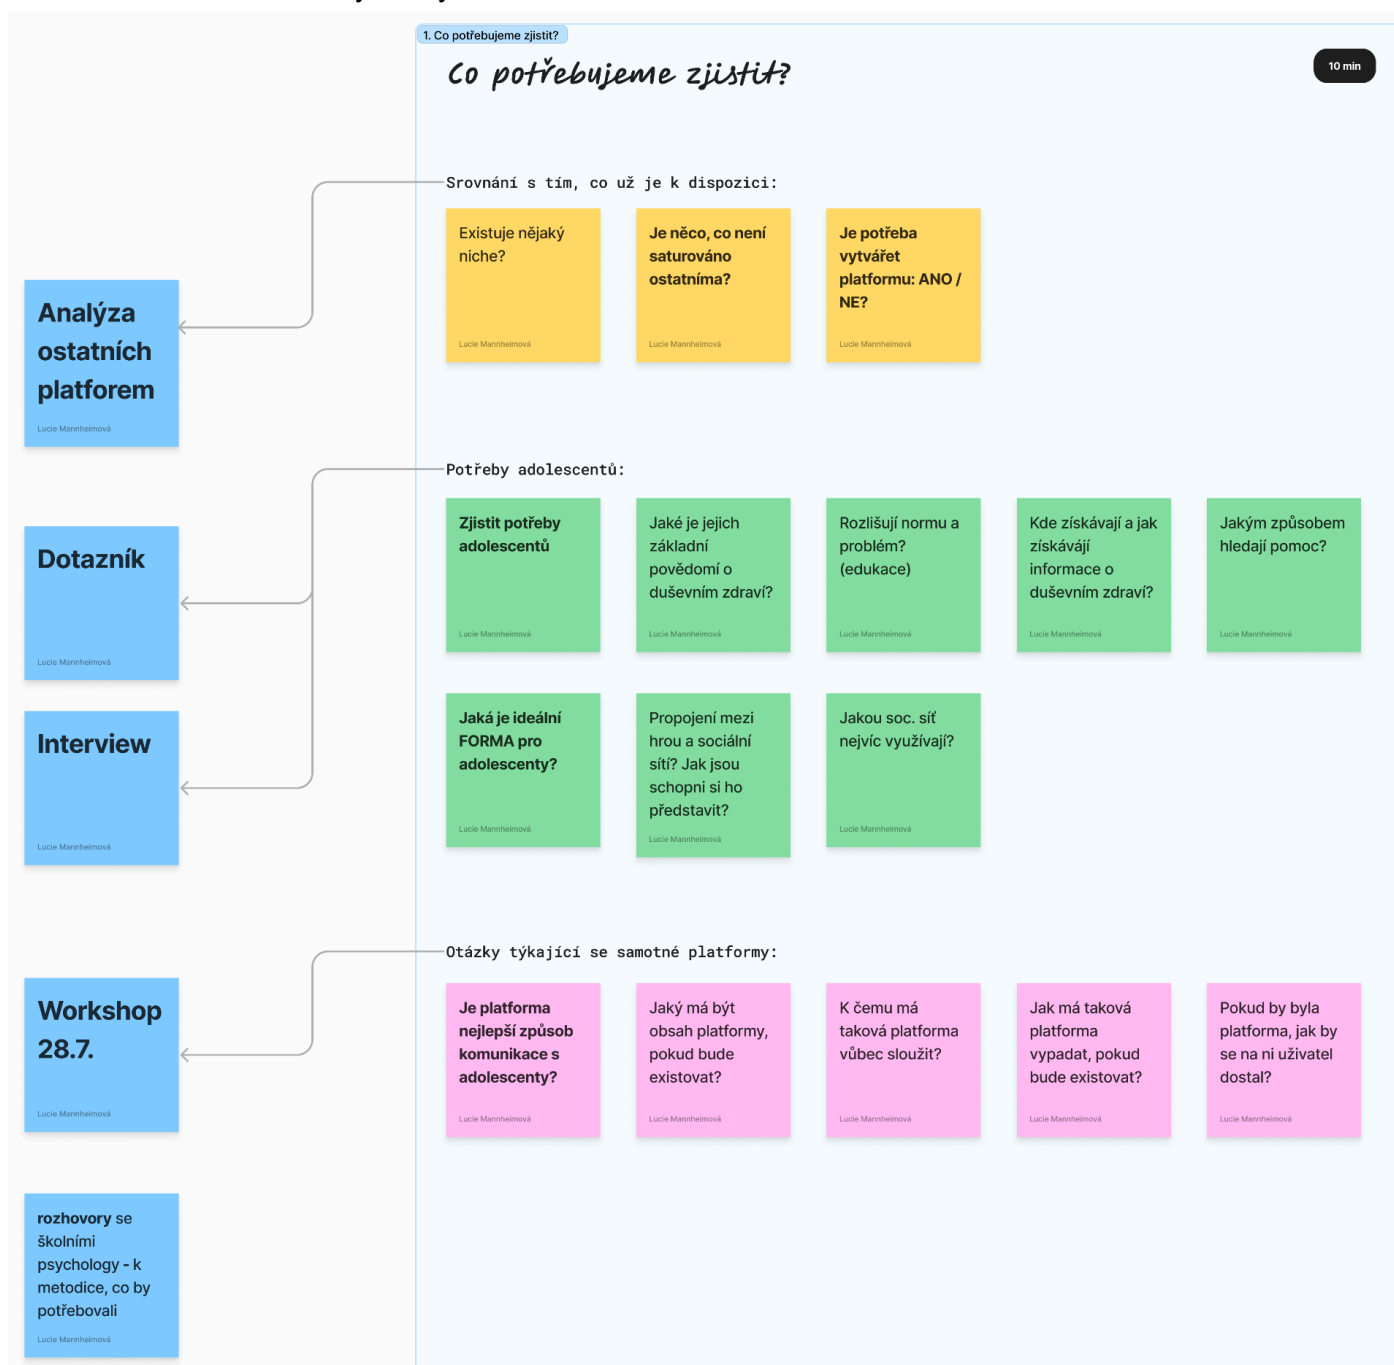 1. Co potřebujeme zjistit?
Co potřebujeme zjistit?
10 min
Srovnání s tím, co už je k dispozici:
Existuje nějaký
niche?
Lucie Mannheimová
Je něco, co není
saturováno
ostatníma?
Lucie Mannheimová
Je potřeba
vytvářet
platformu: ANO /
NE?
Lucie Mannheimová
Analýza
ostatních
platforem
Lucie Mannheimová
Potřeby adolescentů:
Zjistit potřeby
adolescentů
Lucie Mannheimová
Jaké je jejich
základní
povědomí o
duševním zdraví?
Lucie Mannheimová
Rozlišují normu a
problém?
(edukace)
Lucie Mannheimová
Kde získávají a jak
získávájí
informace o
duševním zdraví?
Lucie Mannheimová
Jakým způsobem
hledají pomoc?
Lucie Mannheimová
Dotazník
Lucie Mannheimová
Interview
Lucie Mannheimová
Jaká je ideální
FORMA pro
adolescenty?
Lucie Mannheimová
Propojení mezi
hrou a sociální
sítí? Jak jsou
schopni si ho
představit?
Lucie Mannheimová
Jakou soc. síť
nejvíc využívají?
Lucie Mannheimová
Otázky týkající se samotné platformy:
Workshop
28.7.
Lucie Mannheimová
Je platforma
nejlepší způsob
komunikace s
adolescenty?
Lucie Mannheimová
Jaký má být
obsah platformy,
pokud bude
existovat?
Lucie Mannheimová
K čemu má
taková platforma
vůbec sloužit?
Lucie Mannheimová
Jak má taková
platforma
vypadat, pokud
bude existovat?
Lucie Mannheimová
Pokud by byla
platforma, jak by
se na ni uživatel
dostal?
Lucie Mannheimová
rozhovory se
školními
psychology - k
metodice, co by
potřebovali
Lucie Mannheimová